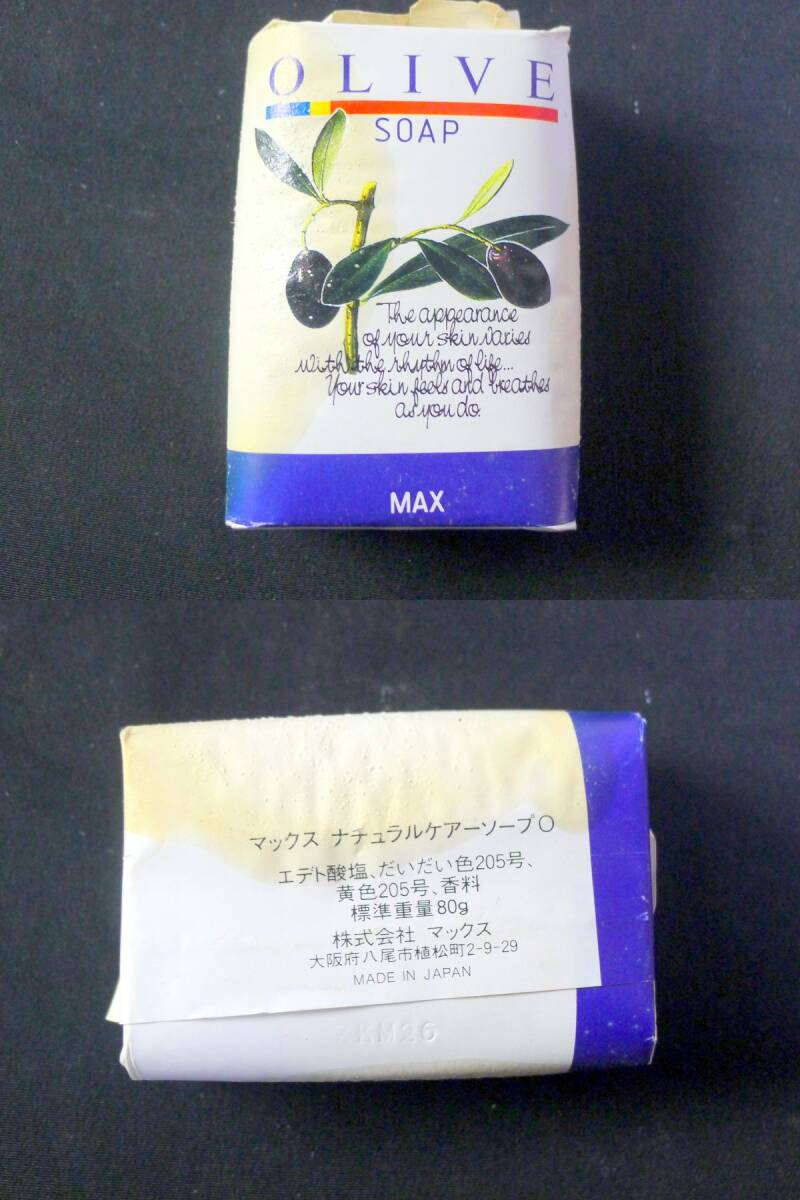 OLIVE
SOAP
The appearance
of your skin varies
with the rhythm of life...
Your skin feels and breathes
as you do.
MAX
マックス ナチュラルケアーソープO
エデト酸塩、だいだい色205号、
黄色205号、香料
標準重量80g
株式会社 マックス
大阪府八尾市植松町2-9-29
MADE IN JAPAN
KM26